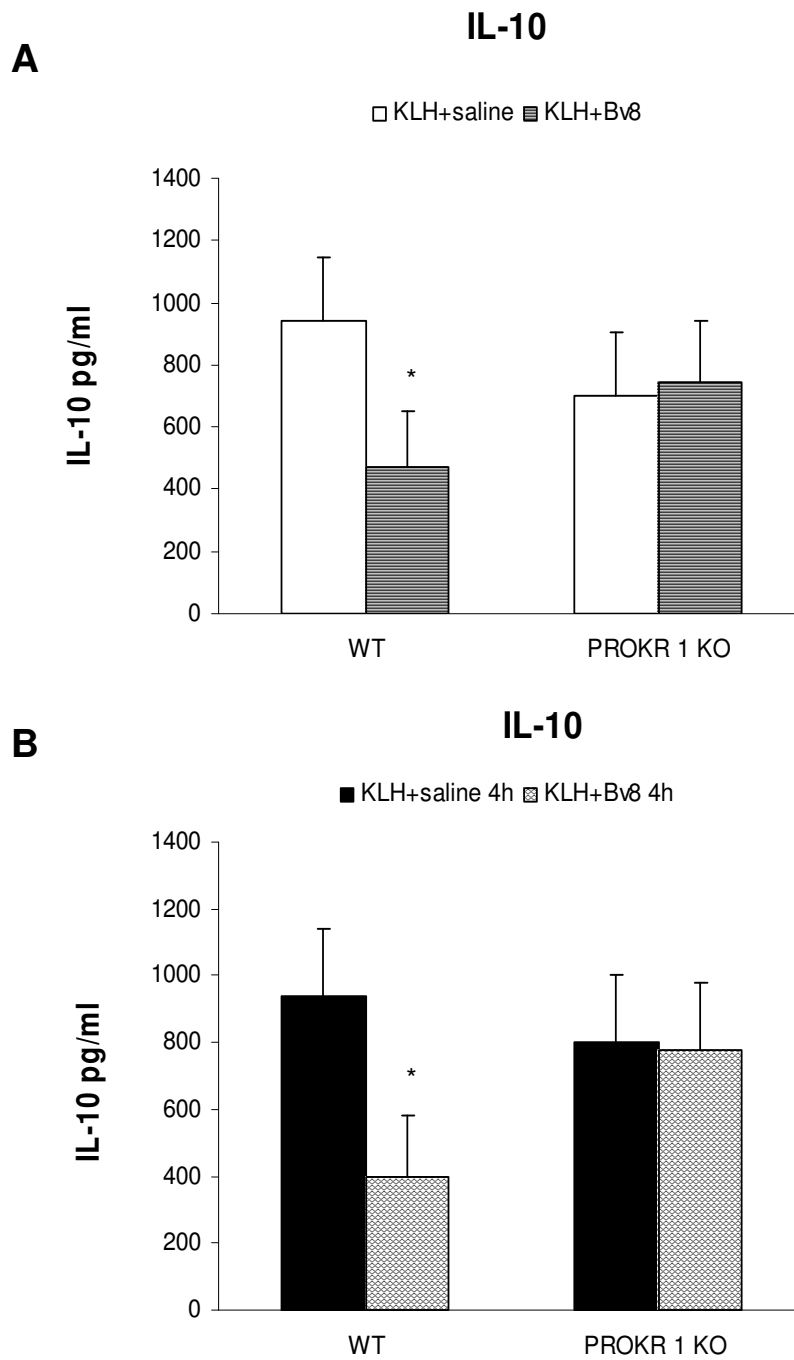 IL-10
A
KLH+saline KLH+Bv8
1400
1200
1000
800
600
400
200
0
IL-10 pg/ml
*
WT PROKR 1 KO
IL-10
B
KLH+saline 4h KLH+Bv8 4h
1400
1200
1000
800
600
400
200
0
IL-10 pg/ml
*
WT PROKR 1 KO